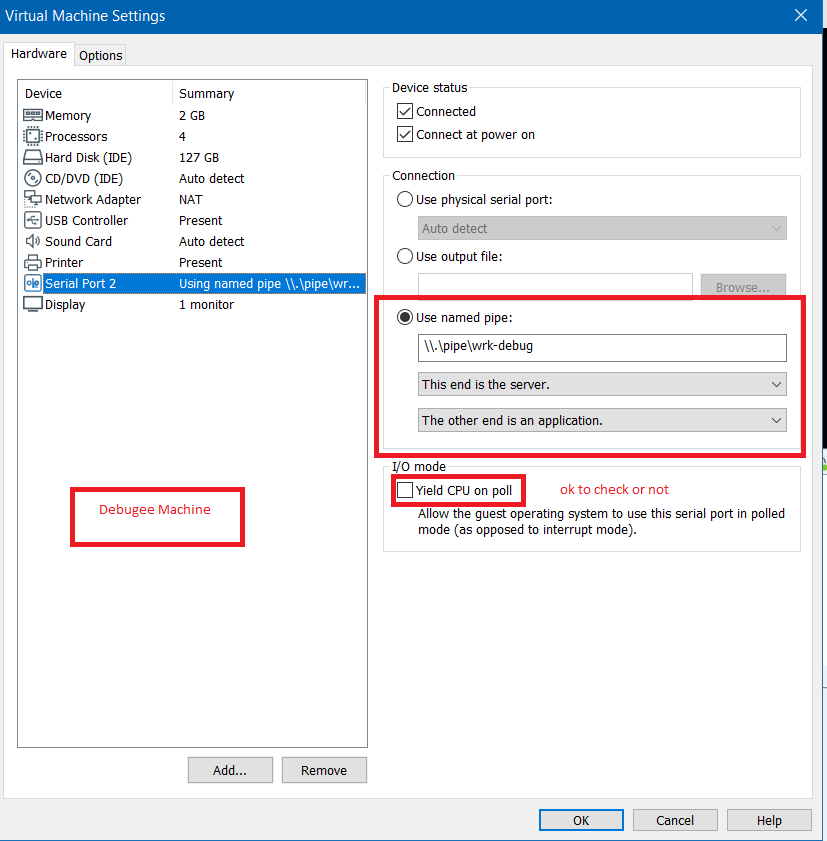 Virtual Machine Settings
Hardware
Options
Device Summary
Memory 2 GB
Processors 4
Hard Disk (IDE) 127 GB
CD/DVD (IDE) Auto detect
Network Adapter NAT
USB Controller Present
Sound Card Auto detect
Printer Present
Serial Port 2 Using named pipe \\.\pipe\wr...
Display 1 monitor
Debugee Machine
Add...
Remove
Device status
Connected
Connect at power on
Connection
Use physical serial port:
Auto detect
Use output file:
Browse...
Use named pipe:
\\.\pipe\wrk-debug
This end is the server.
The other end is an application.
I/O mode
Yield CPU on poll
ok to check or not
Allow the guest operating system to use this serial port in polled
mode (as opposed to interrupt mode).
OK
Cancel
Help